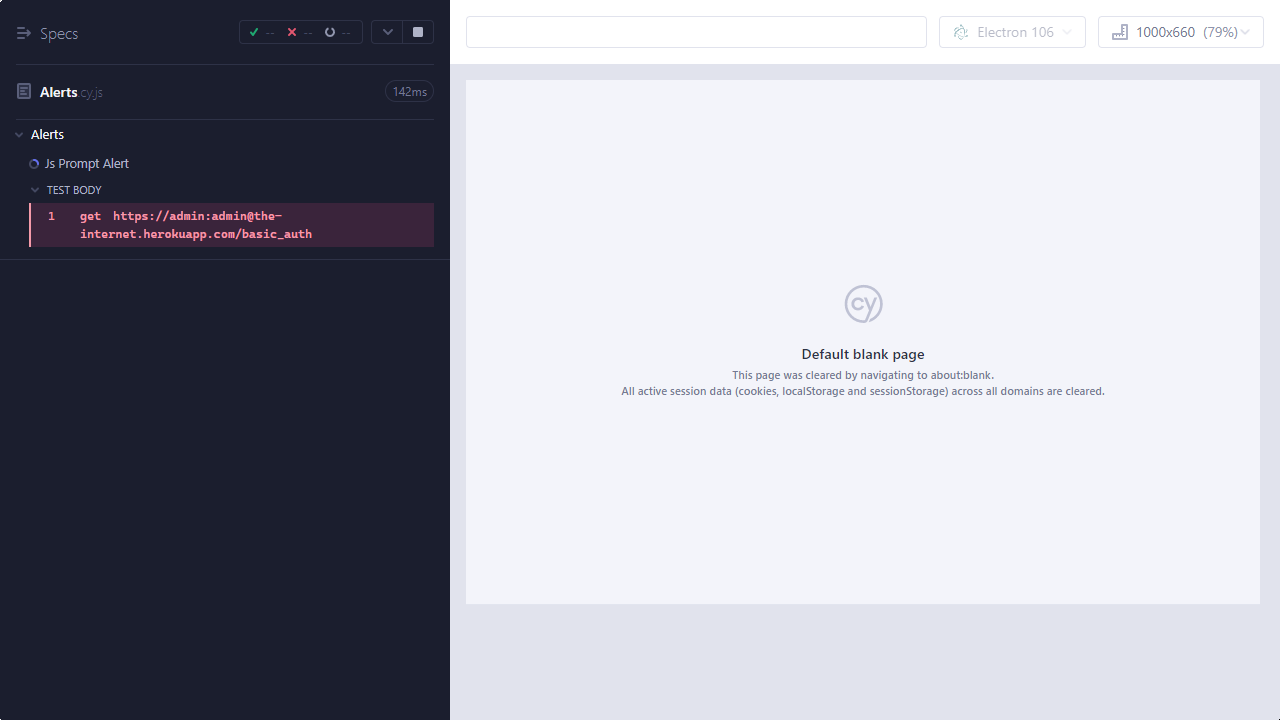 Specs
-- -- --
Electron 106
1000x660 (79%)
Alerts cy.js
142ms
Alerts
Js Prompt Alert
TEST BODY
1 get https://admin:admin@the-
internet.herokuapp.com/basic_auth
cy
Default blank page
This page was cleared by navigating to about:blank.
All active session data (cookies, localStorage and sessionStorage) across all domains are cleared.